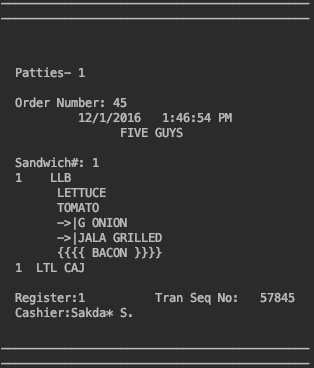 Patties- 1
Order Number: 45
12/1/2016 1:46:54 PM
FIVE GUYS
Sandwich#: 1
1 LLB
LETTUCE
TOMATO
->|G ONION
->|JALA GRILLED
{{{{ BACON }}}}
1 LTL CAJ
Register:1 Tran Seq No: 57845
Cashier:Sakda* S.